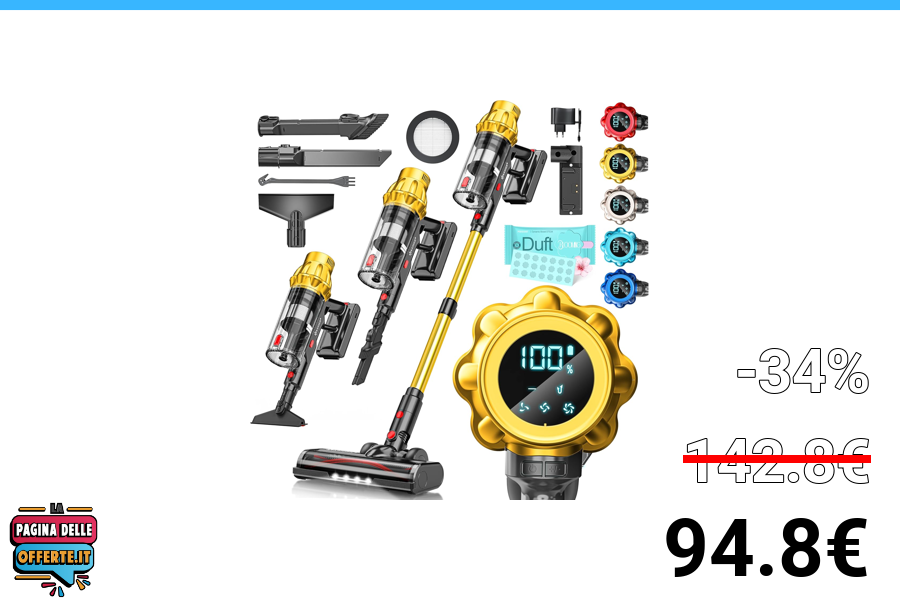 Duft
100%
-34%
142.8€
94.8€
LA
PAGINA DELLE
OFFERTE.IT